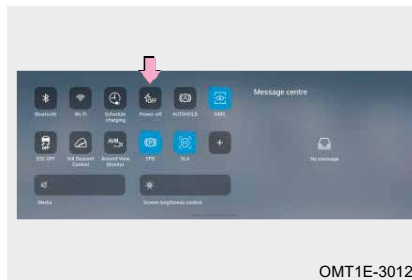 Message centre
Bluetooth
Wi-Fi
Schedule charging
Power off
AUTOHOLD
DMS
ESC OFF
Hill Descent Control
Around View Monitor
EPB
SLA
No message
Media
Screen brightness control
OMT1E-3012